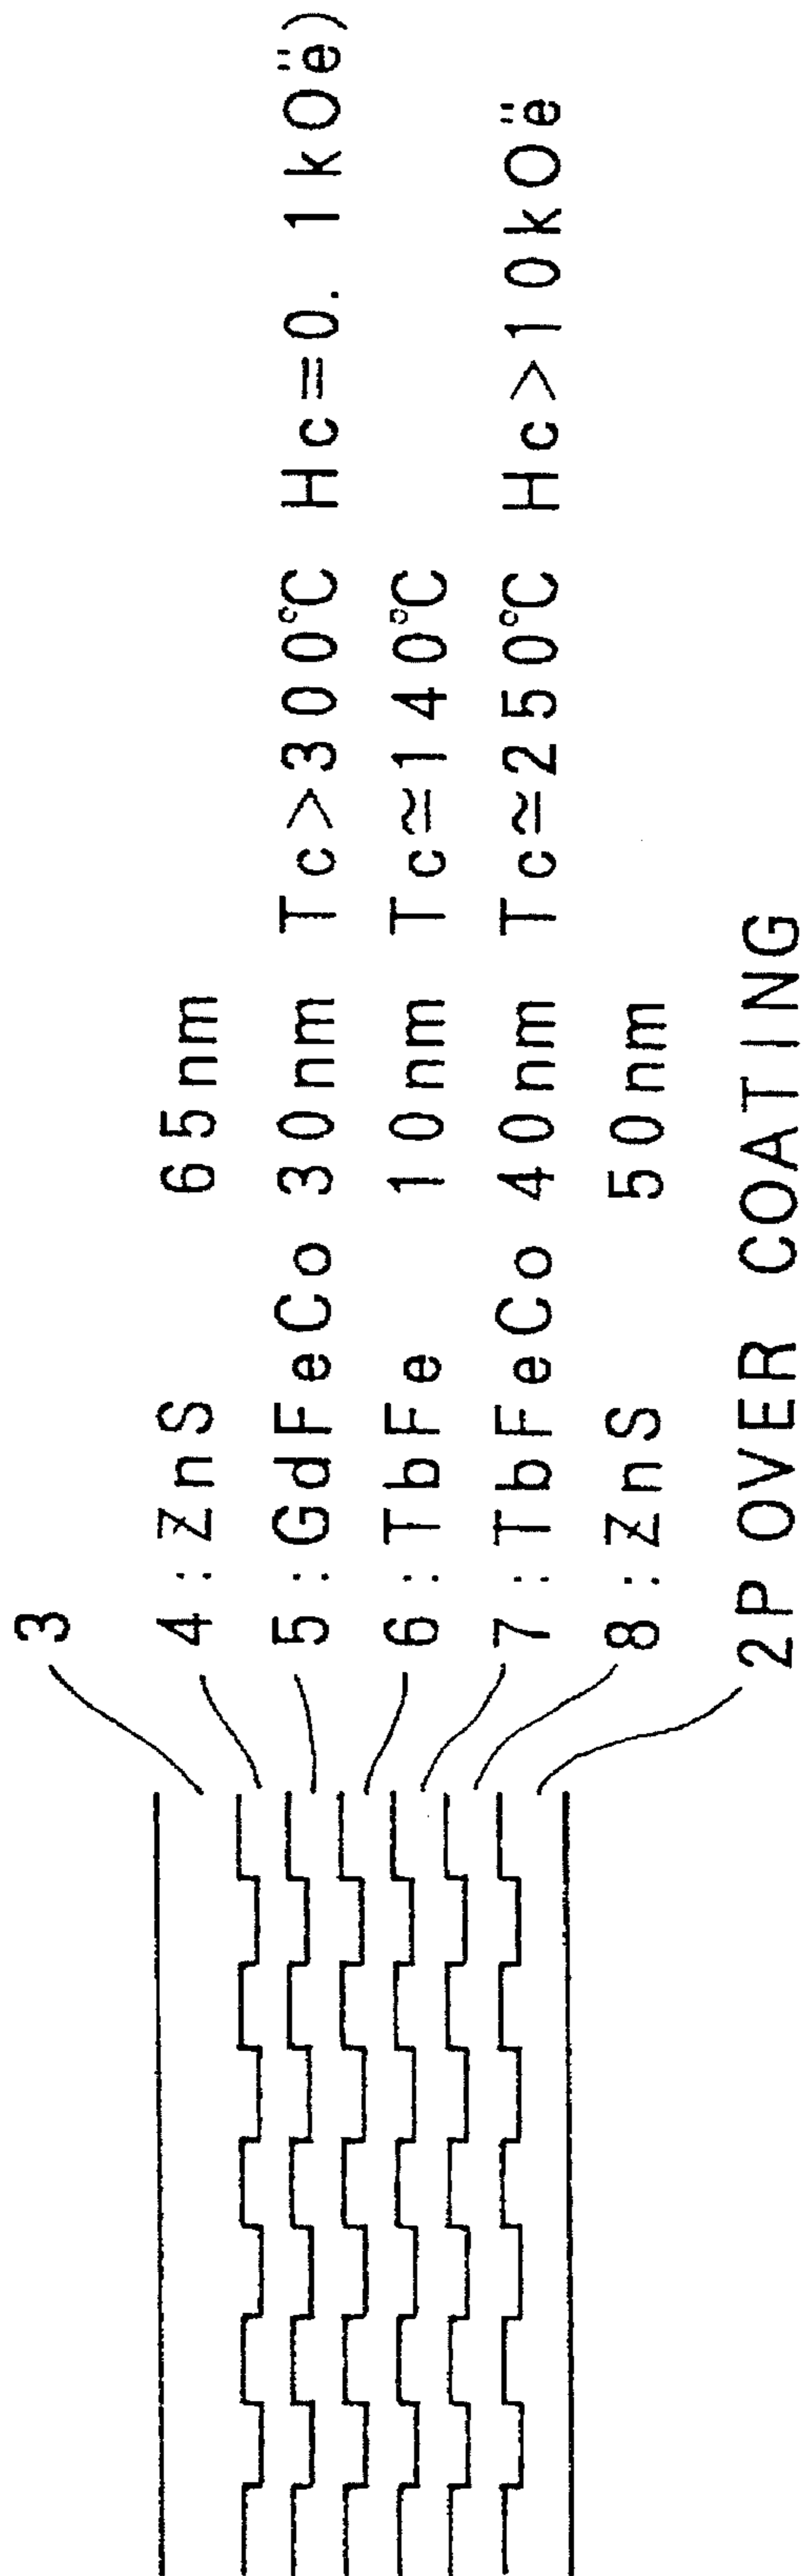 3
4:ZnS 65nm
5:GdFeCo 30nm Tc>300°C Hc=0.1kOë)
6:TbFe 10nm Tc≃140°C
7:TbFeCo 40nm Tc≃250°C Hc>10kOë
8:ZnS 50nm
2P OVER COATING